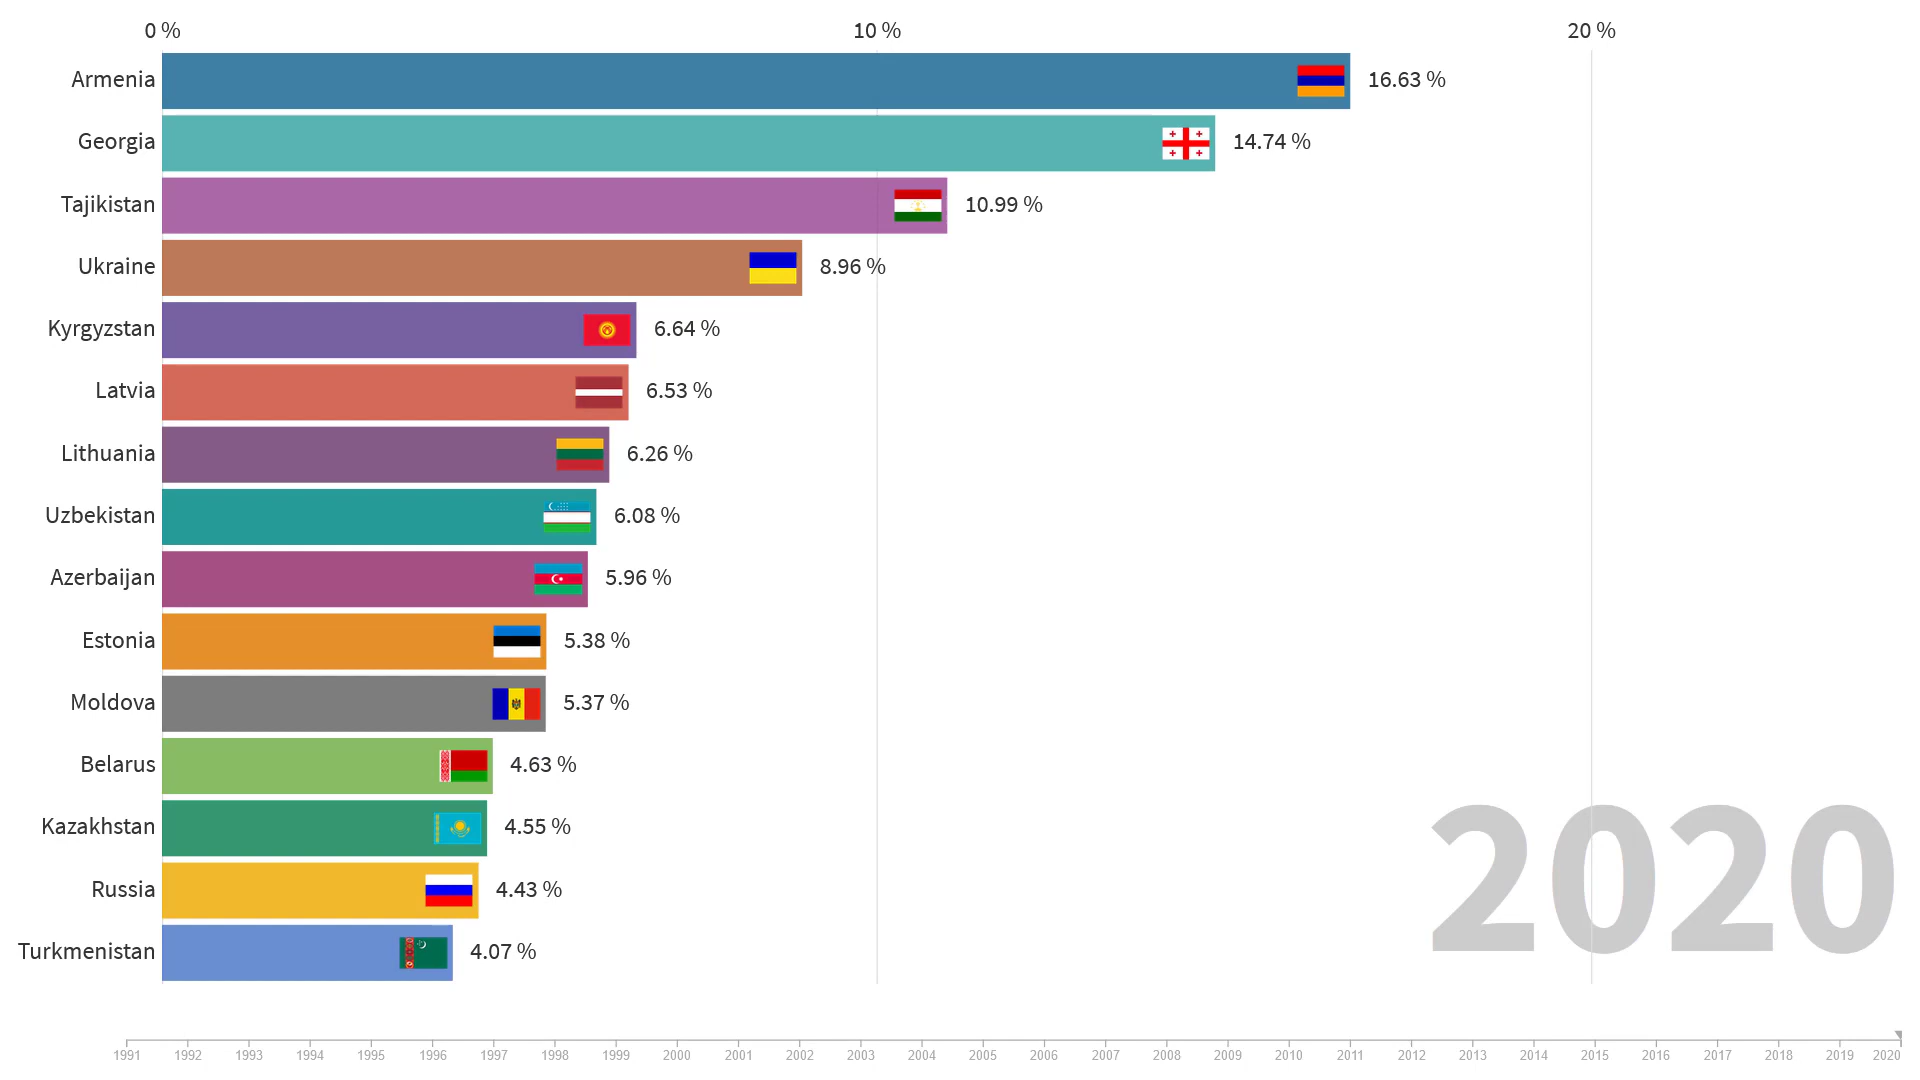 0 % 10 % 20 %
Armenia 16.63 %
Georgia 14.74 %
Tajikistan 10.99 %
Ukraine 8.96 %
Kyrgyzstan 6.64 %
Latvia 6.53 %
Lithuania 6.26 %
Uzbekistan 6.08 %
Azerbaijan 5.96 %
Estonia 5.38 %
Moldova 5.37 %
Belarus 4.63 %
Kazakhstan 4.55 %
Russia 4.43 %
Turkmenistan 4.07 %
2020
1991 1992 1993 1994 1995 1996 1997 1998 1999 2000 2001 2002 2003 2004 2005 2006 2007 2008 2009 2010 2011 2012 2013 2014 2015 2016 2017 2018 2019 2020